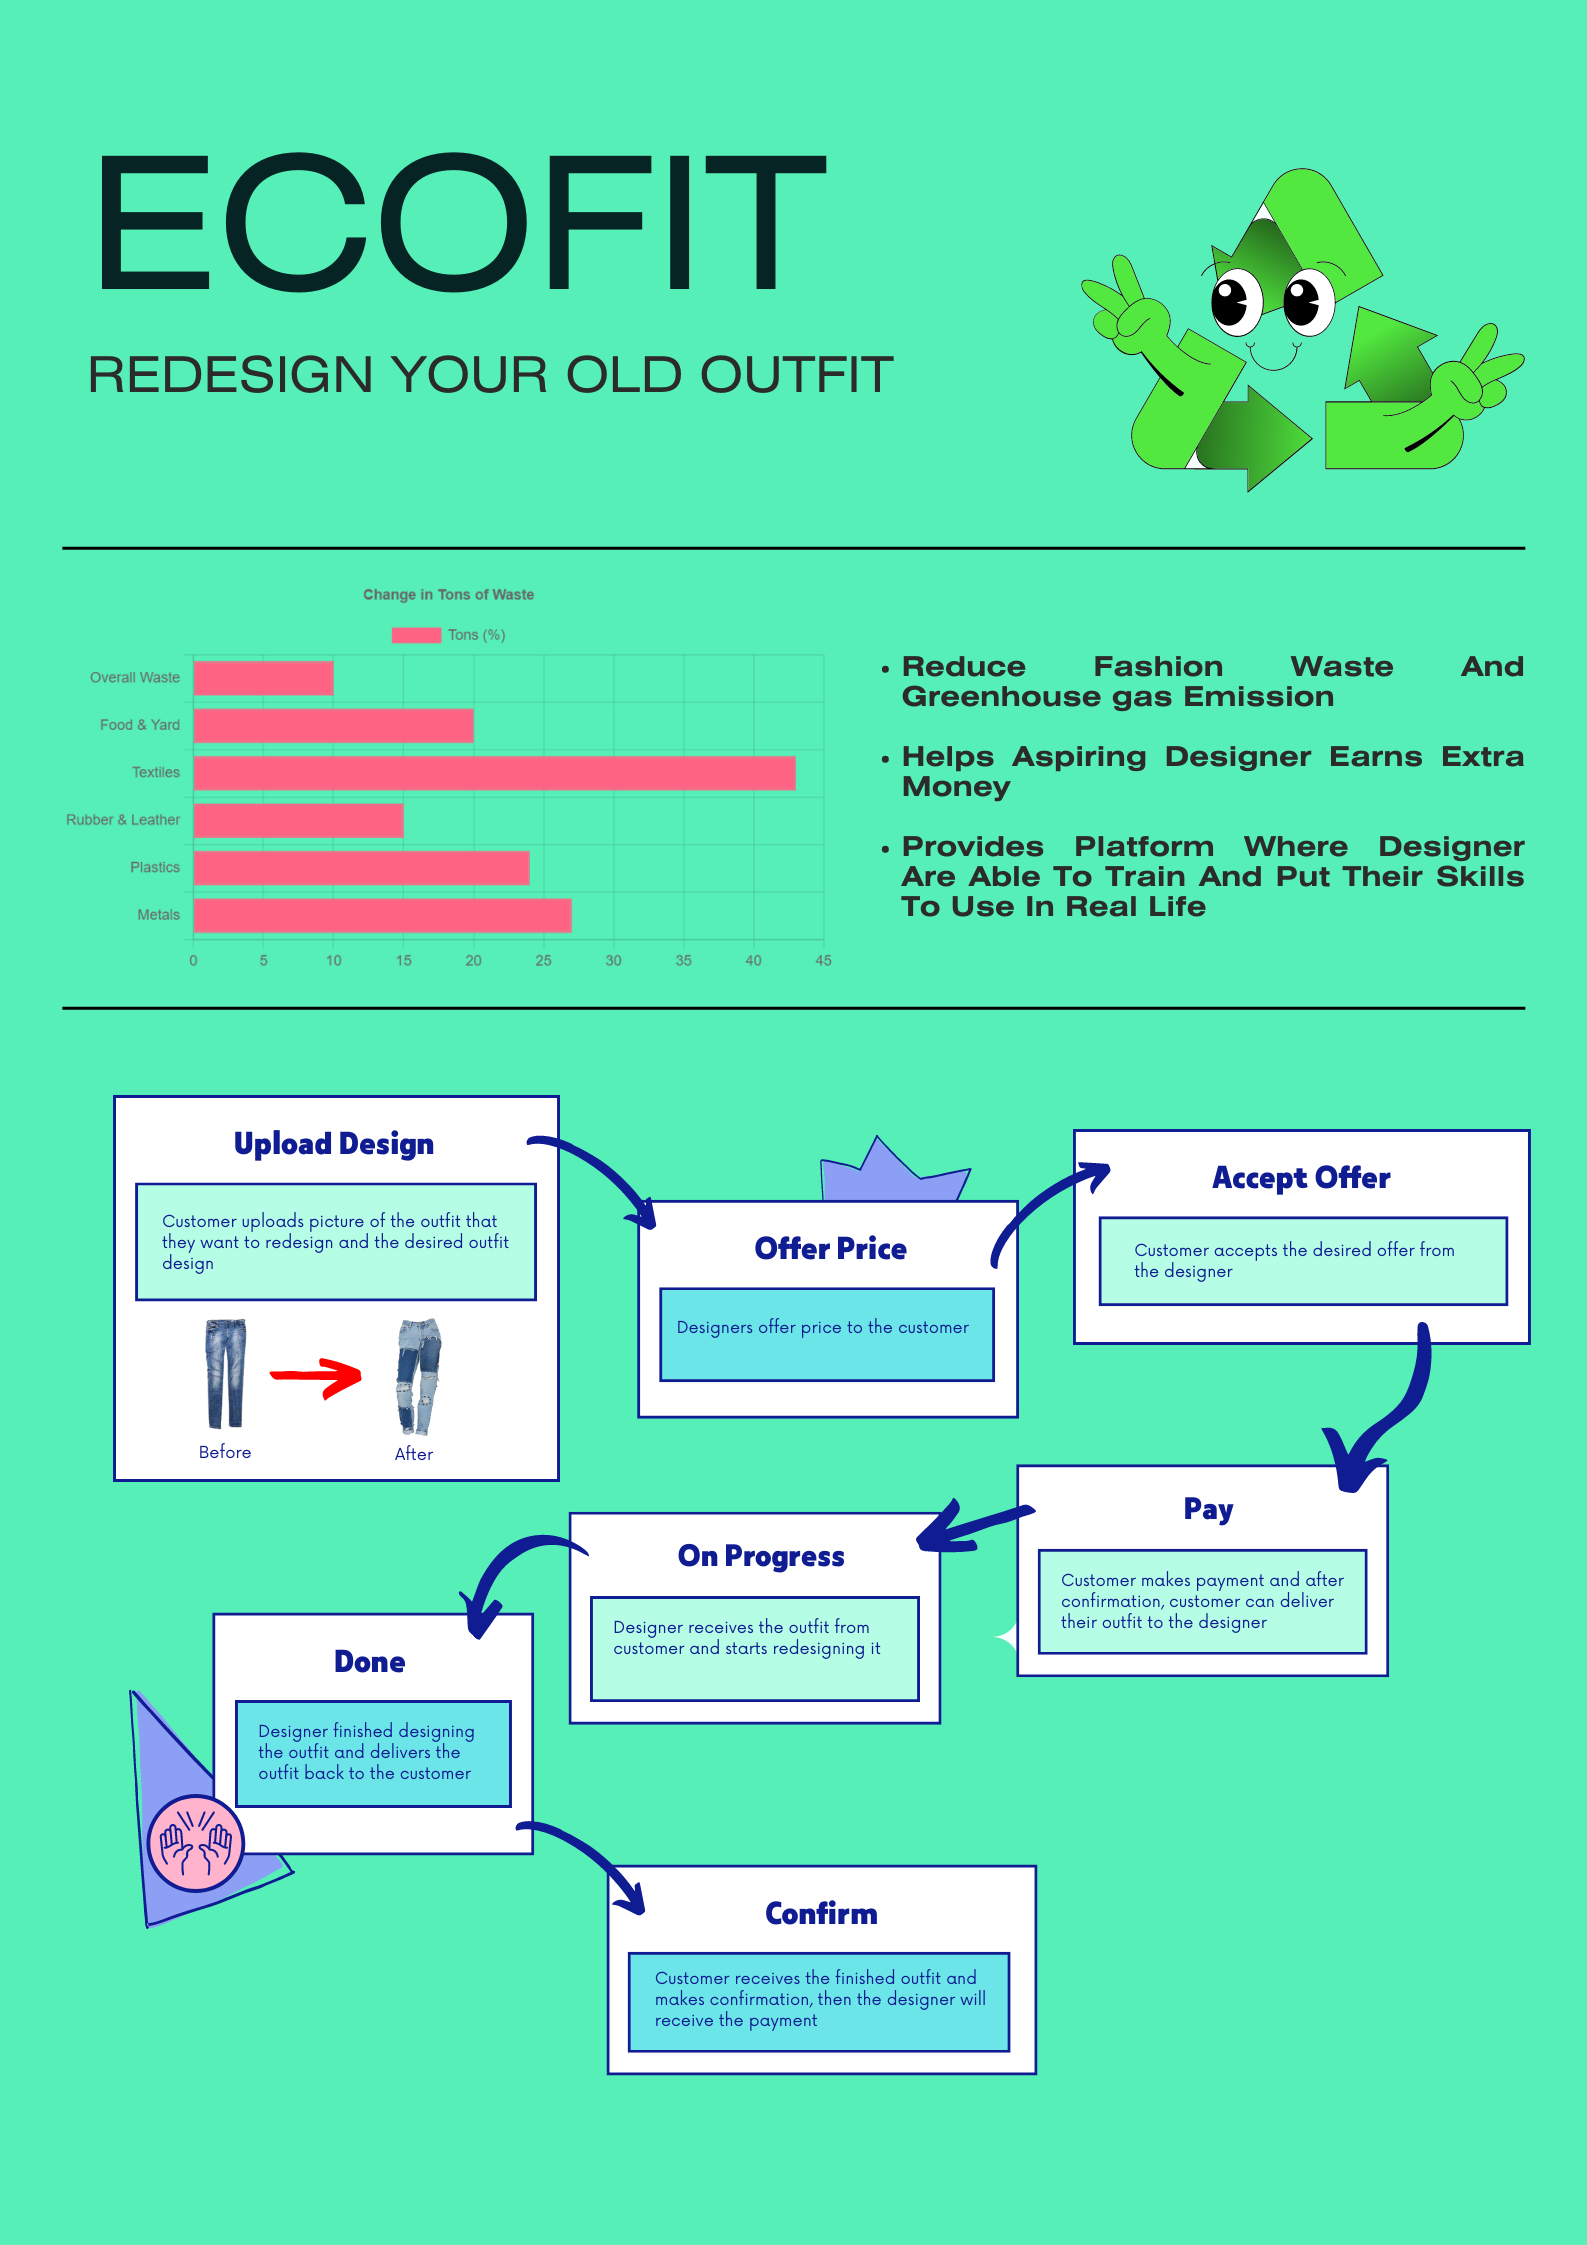 ECOFIT
REDESIGN YOUR OLD OUTFIT
Change in Tons of Waste
Tons (%)
Overall Waste
Food & Yard
Textiles
Rubber & Leather
Plastics
Metals
0 5 10 15 20 25 30 35 40 45
• Reduce Fashion Waste And
Greenhouse gas Emission
• Helps Aspiring Designer Earns Extra
Money
• Provides Platform Where Designer
Are Able To Train And Put Their Skills
To Use In Real Life
Upload Design
Customer uploads picture of the outfit that
they want to redesign and the desired outfit
design
Before
After
Offer Price
Designers offer price to the customer
Accept Offer
Customer accepts the desired offer from
the designer
Pay
Customer makes payment and after
confirmation, customer can deliver
their outfit to the designer
On Progress
Designer receives the outfit from
customer and starts redesigning it
Done
Designer finished designing
the outfit and delivers the
outfit back to the customer
Confirm
Customer receives the finished outfit and
makes confirmation, then the designer will
receive the payment